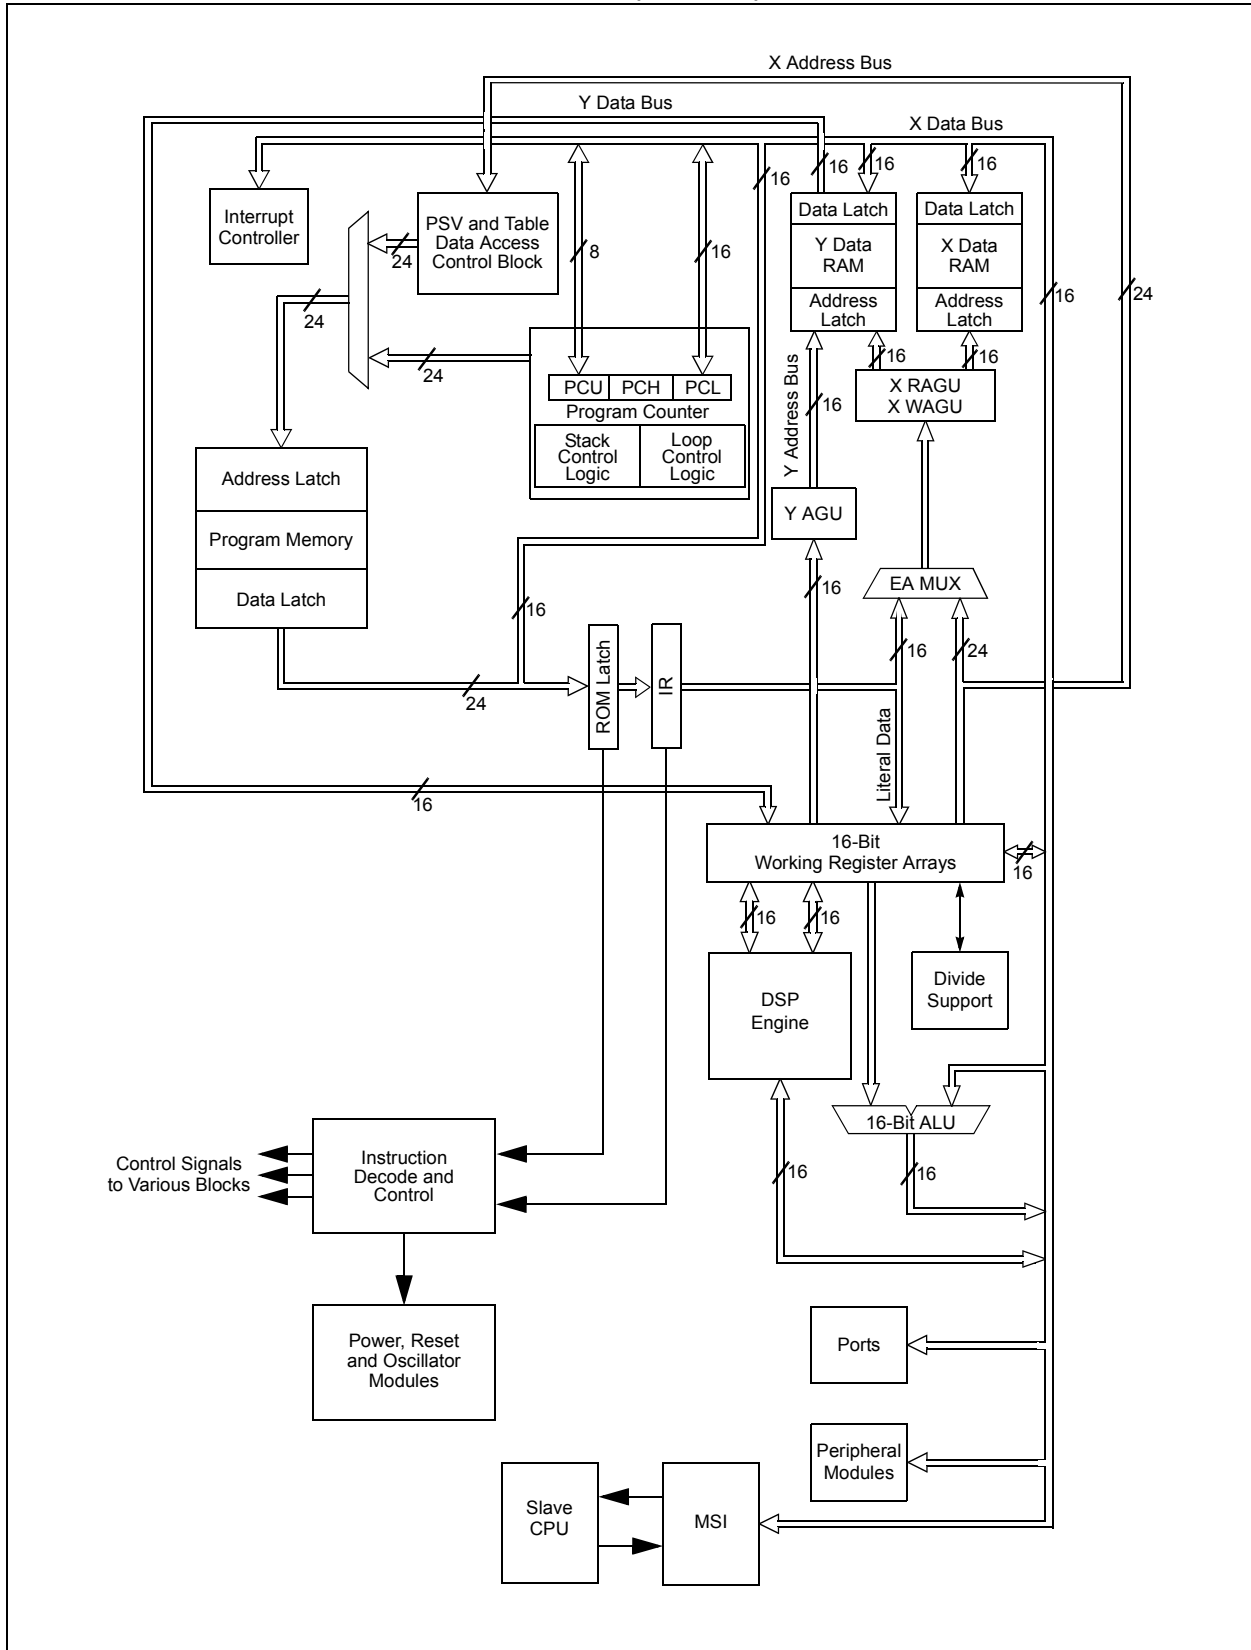 X Address Bus
Y Data Bus
X Data Bus
16
16
16
16
Interrupt
Controller
PSV and Table
Data Access
Control Block
24
8
16
Data Latch
Y Data
RAM
Address
Latch
Data Latch
X Data
RAM
Address
Latch
16
24
24
24
PCU
PCH
PCL
Program Counter
Stack
Control
Logic
Loop
Control
Logic
16
16
X RAGU
X WAGU
Y Address Bus
16
Address Latch
Program Memory
Data Latch
Y AGU
16
EA MUX
16
16
24
24
ROM Latch
IR
Literal Data
16
16-Bit
Working Register Arrays
16
16
16
DSP
Engine
Divide
Support
16-Bit ALU
16
16
Control Signals
to Various Blocks
Instruction
Decode and
Control
Power, Reset
and Oscillator
Modules
Ports
Peripheral
Modules
Slave
CPU
MSI